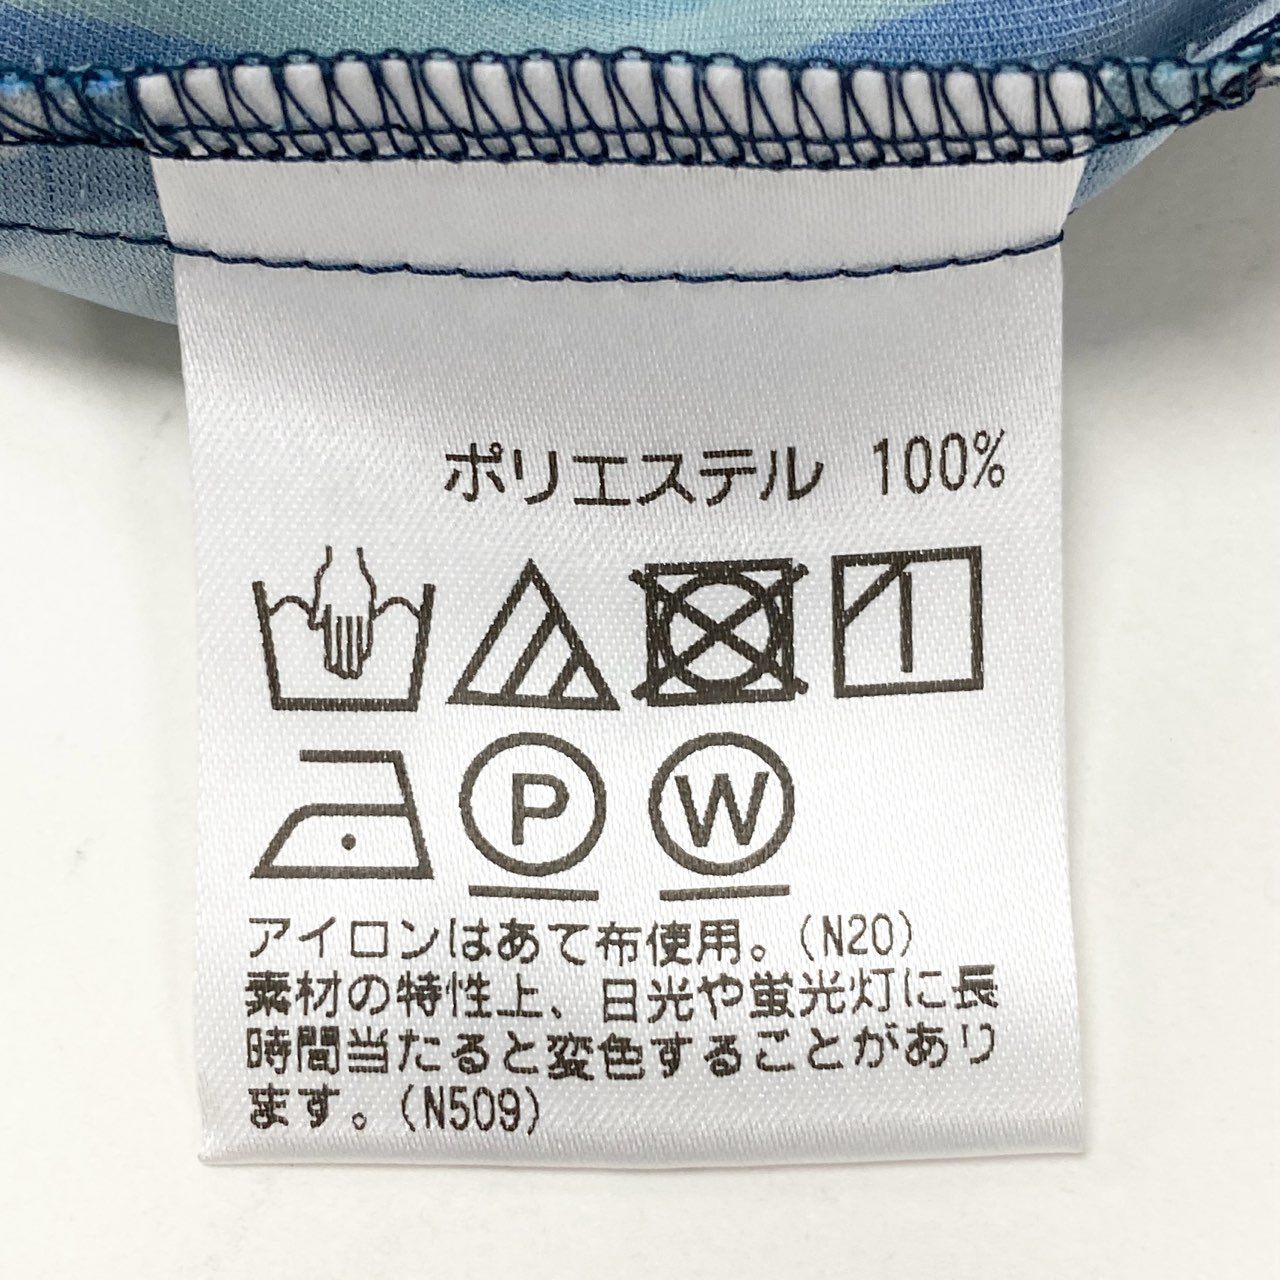 ポリエステル 100%
P W
アイロンはあて布使用。(N20)
素材の特性上、日光や蛍光灯に長
時間当たると変色することがあり
ます。(N509)